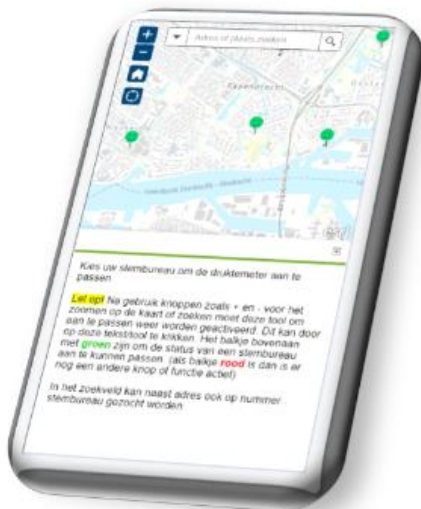 Adres of plaats zoeken
Papendrecht
Kies uw stembureau om de druktemeter aan te
passen
Let op! Na gebruik knoppen zoals + en - voor het
zoomen op de kaart of zoeken moet deze tool om
aan te passen weer worden geactiveerd. Dit kan door
op deze tekst/tool te klikken. Het balkje bovenaan
met groen zijn om de status van een stembureau
aan te kunnen passen. (als balkje rood is dan is er
nog een andere knop of functie actief)
In het zoekveld kan naast adres ook op nummer
stembureau gezocht worden